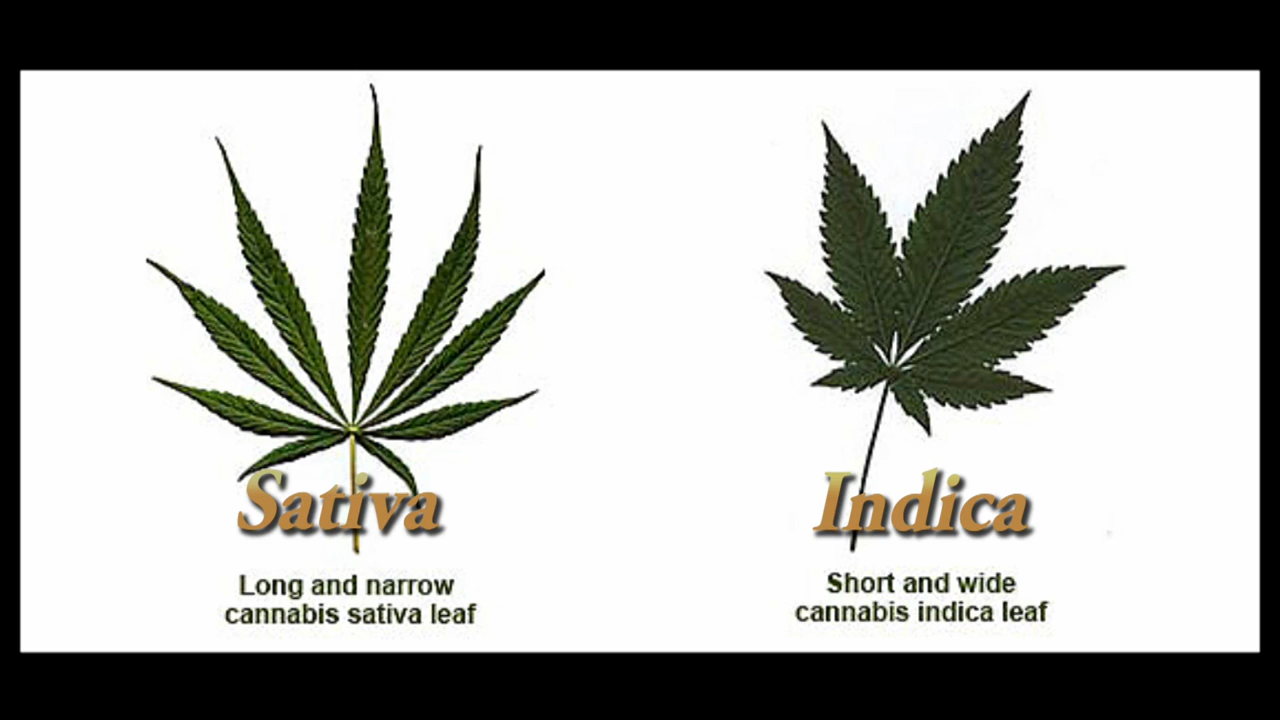 Sativa
Long and narrow
cannabis sativa leaf
Indica
Short and wide
cannabis indica leaf